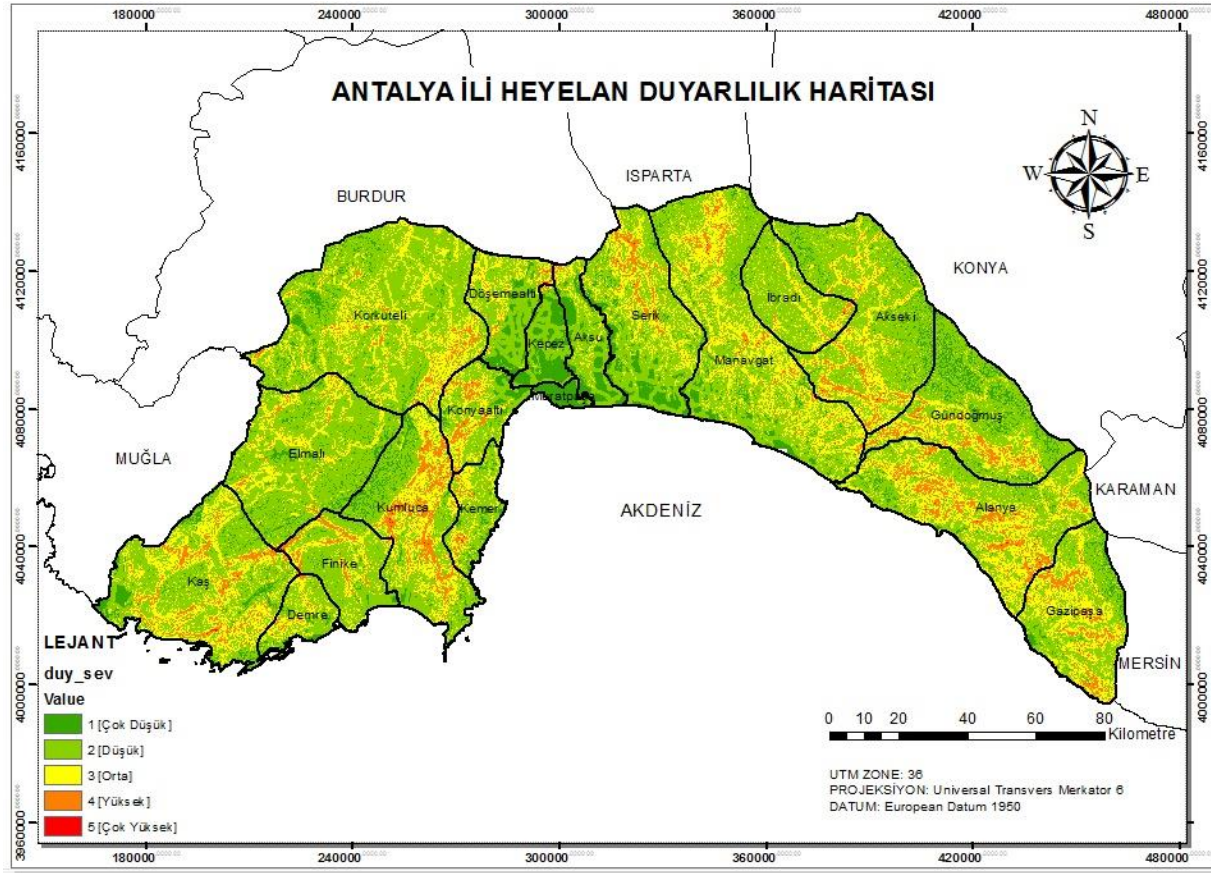 180000 240000 300000 360000 420000 480000
ANTALYA İLİ HEYELAN DUYARLILIK HARİTASI
N
W E
S
ISPARTA
BURDUR
KONYA
MUĞLA
KARAMAN
AKDENİZ
MERSİN
Döşemealtı
İbradı
Korkuteli
Serik
Akseki
Kepez
Aksu
Manavgat
Muratpaşa
Konyaaltı
Gündoğmuş
Elmalı
Kumluca
Kemer
Alanya
Finike
Kaş
Demre
Gazipaşa
LEJANT
duy_sev
Value
1 [Çok Düşük]
2 [Düşük]
3 [Orta]
4 [Yüksek]
5 [Çok Yüksek]
0 10 20 40 60 80
Kilometre
UTM ZONE: 36
PROJEKSİYON: Universal Transvers Merkator 6
DATUM: European Datum 1950
4160000
4120000
4080000
4040000
4000000
3960000
4160000
4120000
4080000
4040000
4000000
3960000
180000 240000 300000 360000 420000 480000